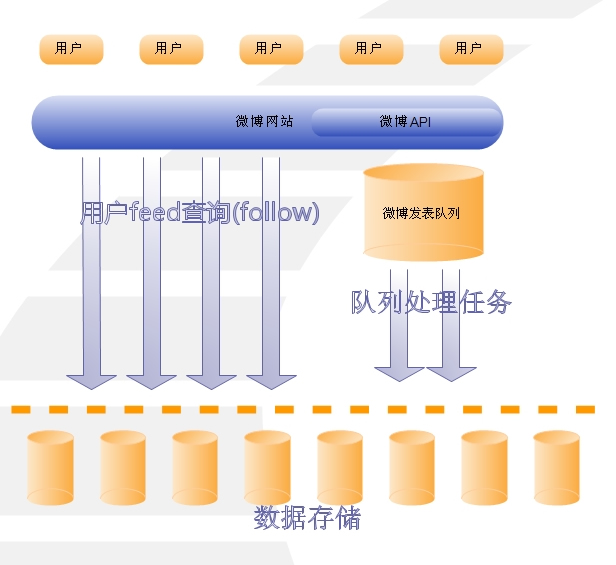 用户 用户 用户 用户 用户
微博网站 微博API
用户feed查询(follow)
微博发表队列
队列处理任务
数据存储